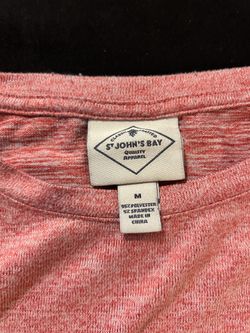 ST JOHN'S BAY
QUALITY
APPAREL
M
95% POLYESTER
5% SPANDEX
MADE IN
CHINA